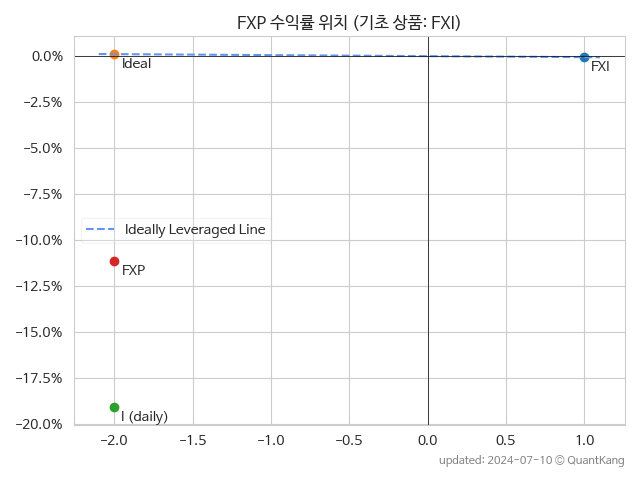 FXP 수익률 위치 (기초 상품: FXI)
0.0%
−2.5%
−5.0%
−7.5%
−10.0%
−12.5%
−15.0%
−17.5%
−20.0%
Ideal
FXI
Ideally Leveraged Line
FXP
I (daily)
−2.0 −1.5 −1.0 −0.5 0.0 0.5 1.0
updated: 2024-07-10 © QuantKang